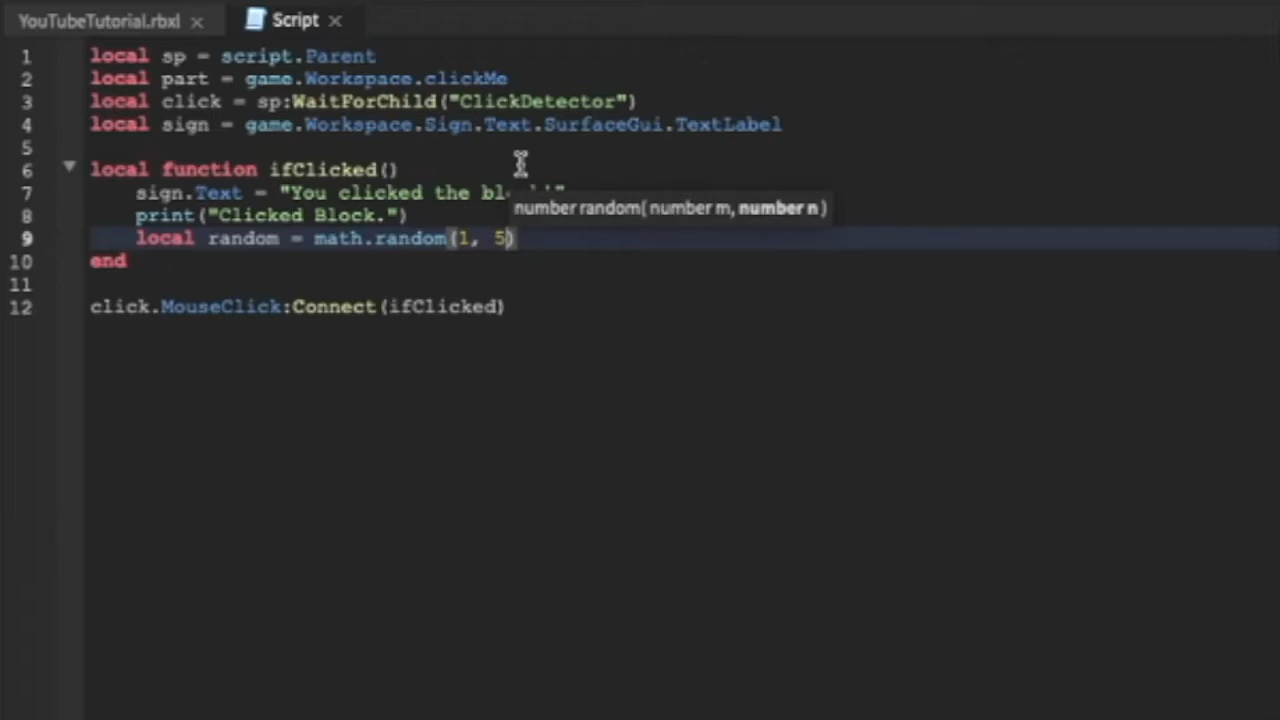 YouTubeTutorial.rbxl × Script ×
1 local sp = script.Parent
2 local part = game.Workspace.clickMe
3 local click = sp:WaitForChild("ClickDetector")
4 local sign = game.Workspace.Sign.Text.SurfaceGui.TextLabel
5
6 local function ifClicked()
7 sign.Text = "You clicked the
8 print("Clicked Block.")
number random( number m, number n )
9 local random = math.random(1, 5)
10 end
11
12 click.MouseClick:Connect(ifClicked)